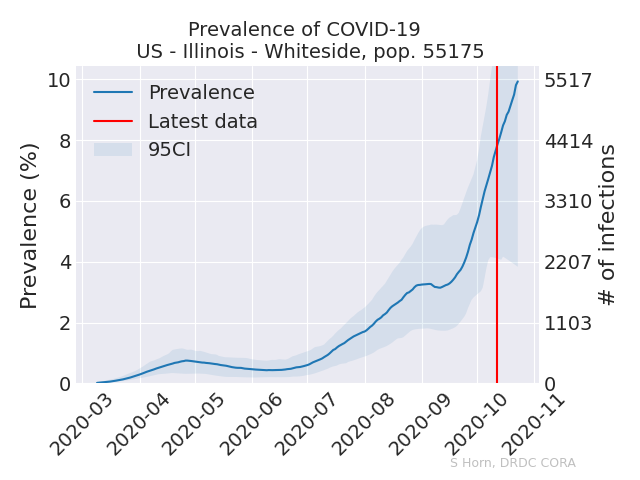 Prevalence of COVID-19
US - Illinois - Whiteside, pop. 55175
Prevalence
Latest data
95CI
Prevalence (%)
10
8
6
4
2
0
5517
4414
3310
2207
1103
0
# of infections
2020-03
2020-04
2020-05
2020-06
2020-07
2020-08
2020-09
2020-10
2020-11
S Horn, DRDC CORA